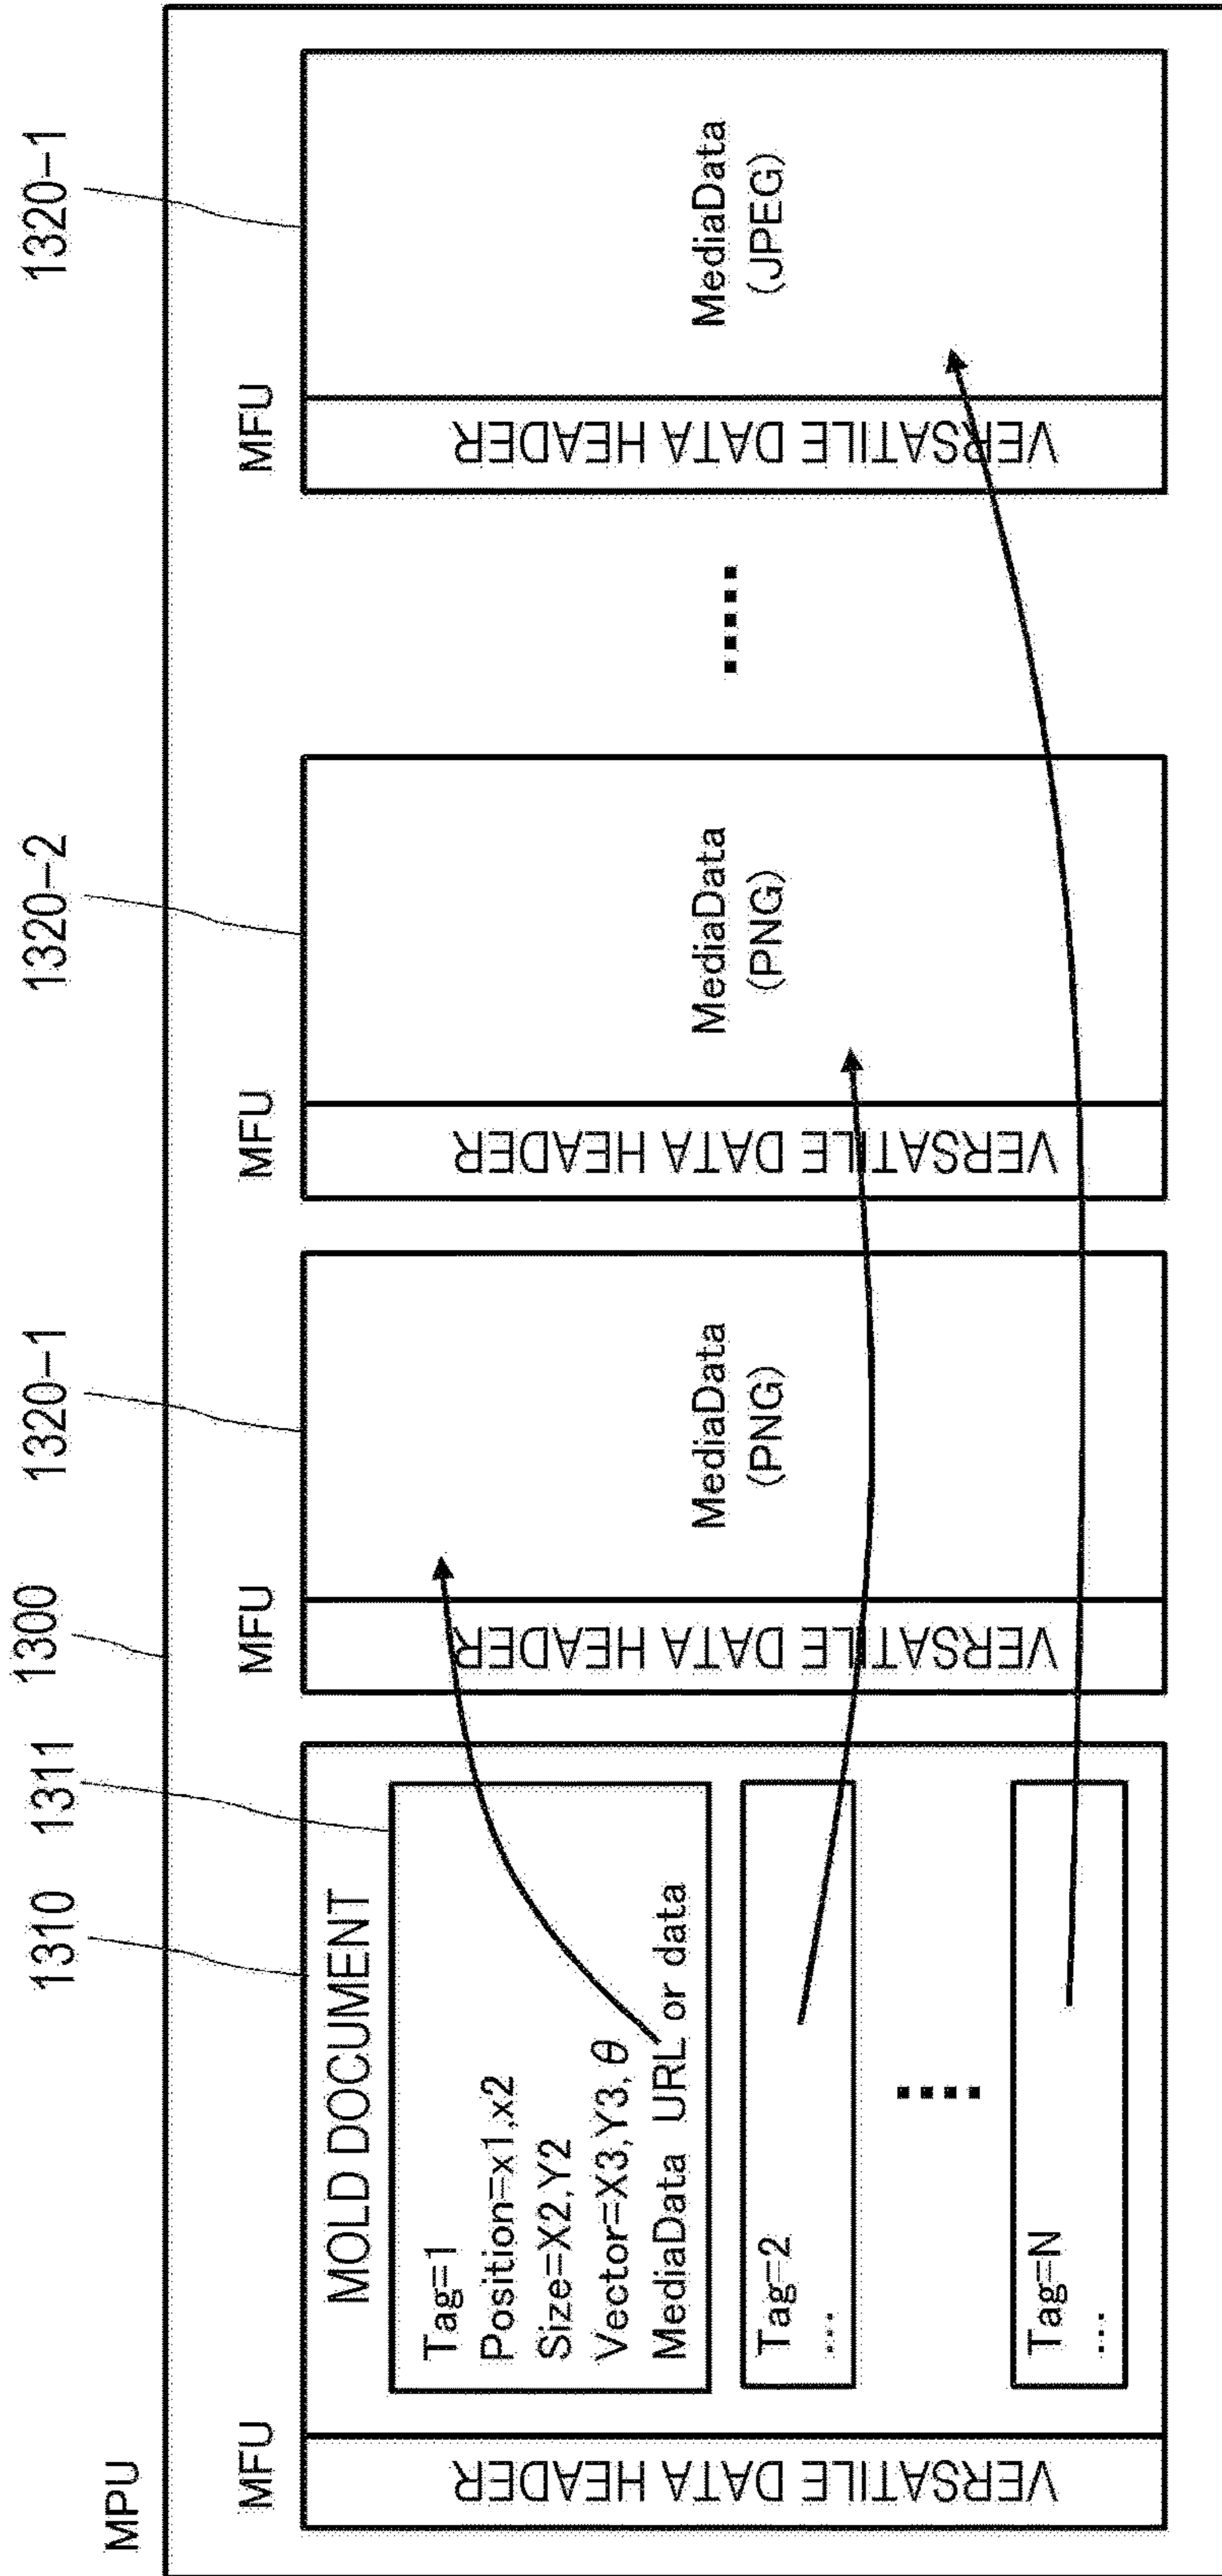 MPU
1310
1311
1300
1320-1
1320-2
1320-1
MFU
VERSATILE DATA HEADER
MOLD DOCUMENT
Tag=1
Position=x1,x2
Size=X2,Y2
Vector=X3,Y3,θ
MediaData URL or data
Tag=2
...
Tag=N
...
MFU
VERSATILE DATA HEADER
MediaData
(PNG)
MFU
VERSATILE DATA HEADER
MediaData
(PNG)
MFU
VERSATILE DATA HEADER
MediaData
(JPEG)